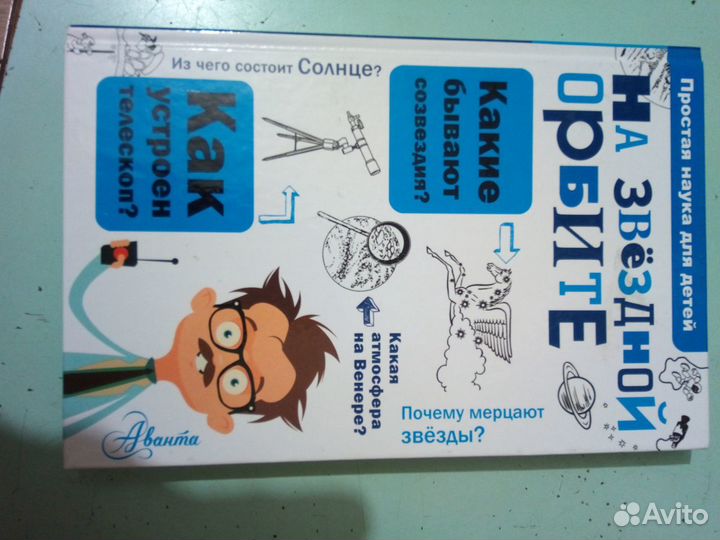 Простая наука для детей
НА ЗВЁЗДНОЙ
ОРБИТЕ
Какие
бывают
созвездия?
Из чего состоит Солнце?
Как
устроен
телескоп?
Какая
атмосфера
на Венере?
Почему мерцают
звёзды?
Аванта
Avito